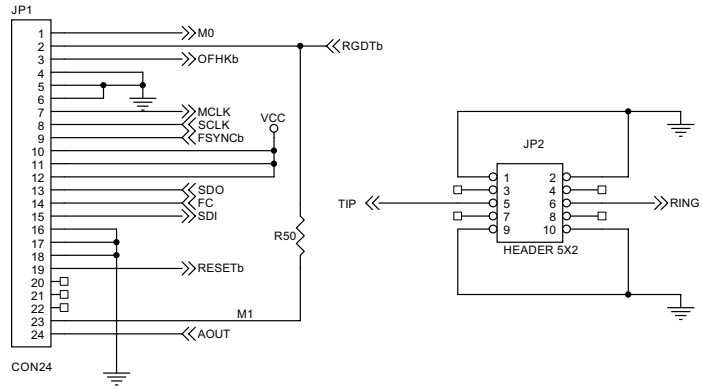 JP1
1 M0
2 RGDTb
3 OFHKb
4
5
6
7 MCLK
8 SCLK
9 FSYNCb
VCC
10
11
12
13 SDO
14 FC
15 SDI
16
17
18
R50
19 RESETb
20
21
22
23 M1
24 AOUT
CON24
JP2
1 2
3 4
TIP 5 6 RING
7 8
9 10
HEADER 5X2